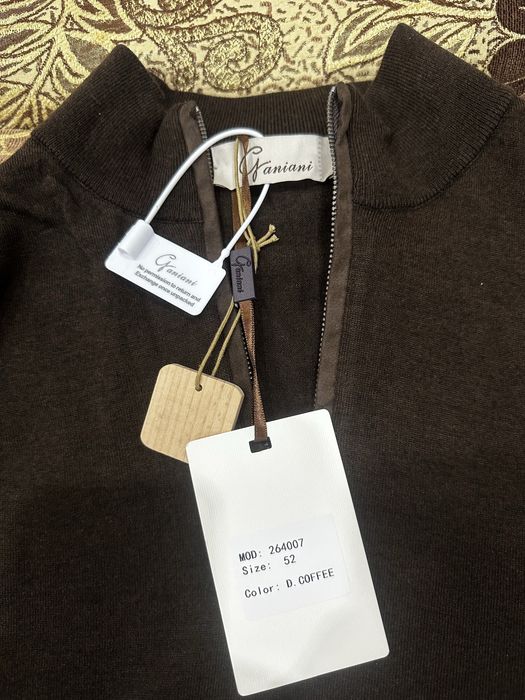 Ganiani
Ganiani
No permission to return and
Exchange once unpacked
Ganiani
MOD: 264007
Size: 52
Color: D.COFFEE